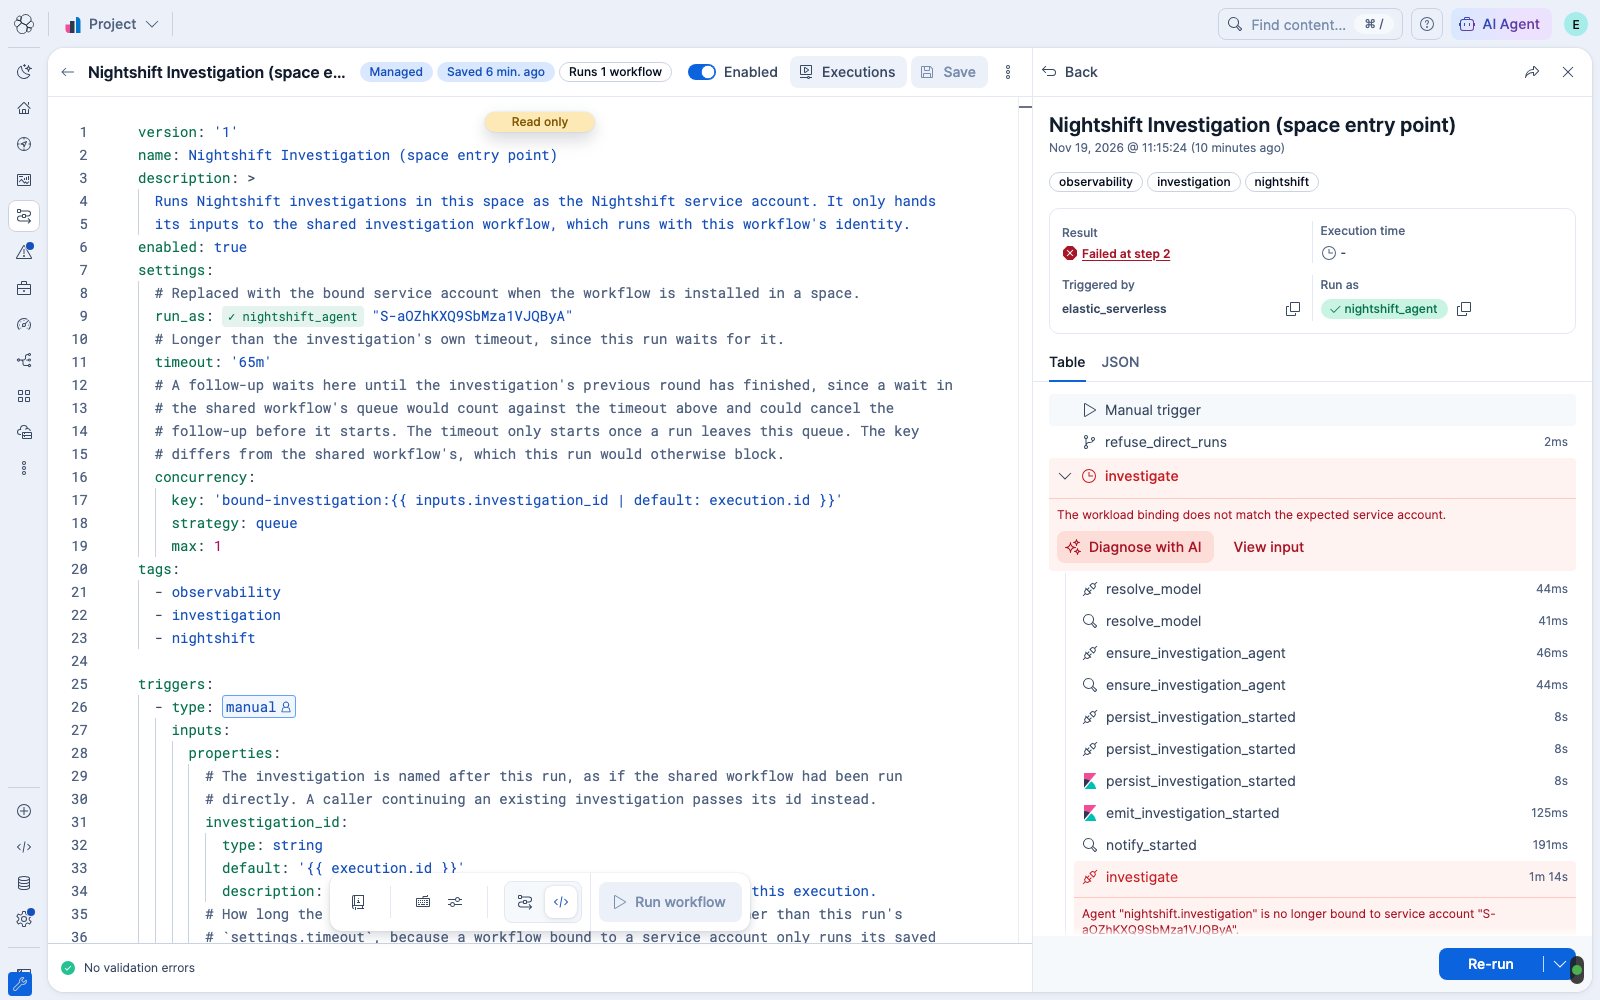 Project
Find content...
⌘ /
AI Agent
E
Nightshift Investigation (space e...
Managed
Saved 6 min. ago
Runs 1 workflow
Enabled
Executions
Save
Read only
1 version: '1'
2 name: Nightshift Investigation (space entry point)
3 description: >
4 Runs Nightshift investigations in this space as the Nightshift service account. It only hands
5 its inputs to the shared investigation workflow, which runs with this workflow's identity.
6 enabled: true
7 settings:
8 # Replaced with the bound service account when the workflow is installed in a space.
9 run_as: ✓ nightshift_agent "S-aOZhKXQ9SbMza1VJQByA"
10 # Longer than the investigation's own timeout, since this run waits for it.
11 timeout: '65m'
12 # A follow-up waits here until the investigation's previous round has finished, since a wait in
13 # the shared workflow's queue would count against the timeout above and could cancel the
14 # follow-up before it starts. The timeout only starts once a run leaves this queue. The key
15 # differs from the shared workflow's, which this run would otherwise block.
16 concurrency:
17 key: 'bound-investigation:{{ inputs.investigation_id | default: execution.id }}'
18 strategy: queue
19 max: 1
20 tags:
21 - observability
22 - investigation
23 - nightshift
24
25 triggers:
26 - type: manual
27 inputs:
28 properties:
29 # The investigation is named after this run, as if the shared workflow had been run
30 # directly. A caller continuing an existing investigation passes its id instead.
31 investigation_id:
32 type: string
33 default: '{{ execution.id }}'
34 description: this execution.
35 # How long the her than this run's
36 # `settings.timeout`, because a workflow bound to a service account only runs its saved
Run workflow
No validation errors
Back
Nightshift Investigation (space entry point)
Nov 19, 2026 @ 11:15:24 (10 minutes ago)
observability
investigation
nightshift
Result
Failed at step 2
Execution time
-
Triggered by
elastic_serverless
Run as
nightshift_agent
Table
JSON
Manual trigger
refuse_direct_runs 2ms
investigate
The workload binding does not match the expected service account.
Diagnose with AI
View input
resolve_model 44ms
resolve_model 41ms
ensure_investigation_agent 46ms
ensure_investigation_agent 44ms
persist_investigation_started 8s
persist_investigation_started 8s
persist_investigation_started 8s
emit_investigation_started 125ms
notify_started 191ms
investigate 1m 14s
Agent "nightshift.investigation" is no longer bound to service account "S-
aOZhKXQ9SbMza1VJQByA".
Re-run